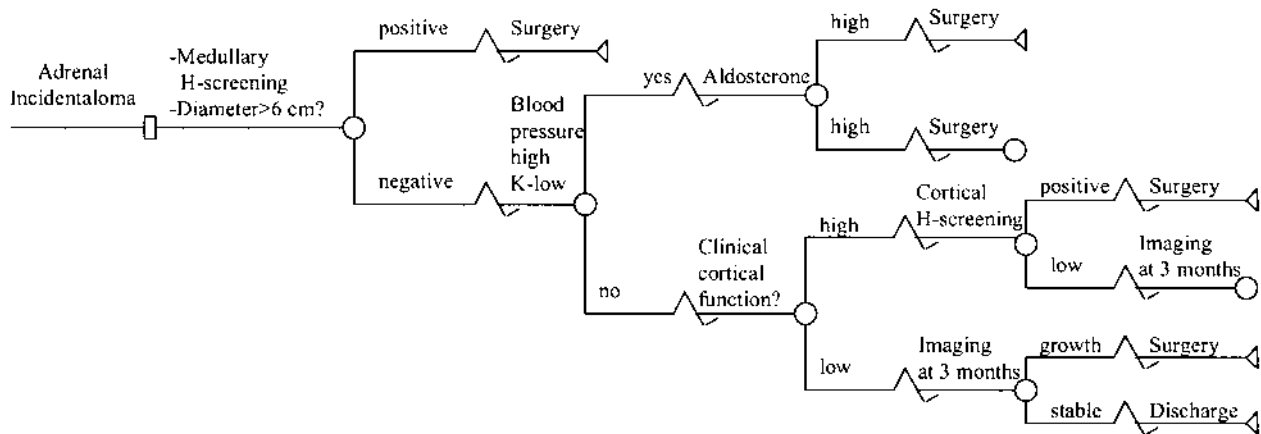 Adrenal
Incidentaloma
-Medullary
H-screening
-Diameter>6 cm?
positive
Surgery
negative
Blood
pressure
high
K-low
yes
Aldosterone
high
Surgery
high
Surgery
no
Clinical
cortical
function?
high
Cortical
H-screening
positive
Surgery
low
Imaging
at 3 months
low
Imaging
at 3 months
growth
Surgery
stable
Discharge